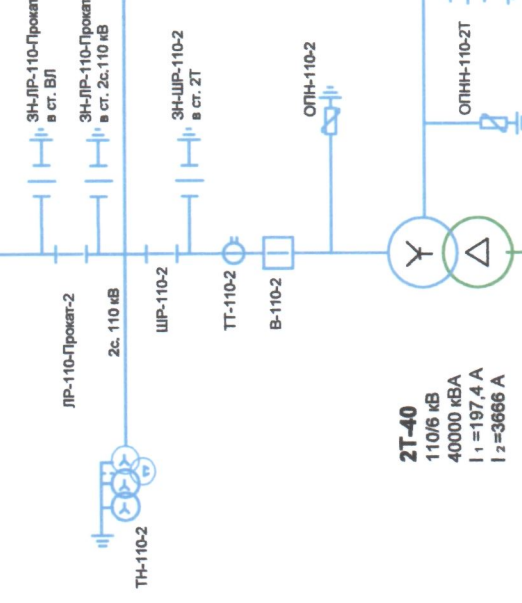 ЗН-ЛР-110-Прокат
в ст. ВЛ
ЗН-ЛР-110-Прокат
в ст. 2с.110 кВ
ЗН-ШР-110-2
в ст. 2Т
ОПН-110-2
ОПНН-110-2Т
ЛР-110-Прокат-2
2с. 110 кВ
ШР-110-2
ТТ-110-2
В-110-2
ТН-110-2
2Т-40
110/6 кВ
40000 кВА
I 1 =197,4 А
I 2 =3666 А